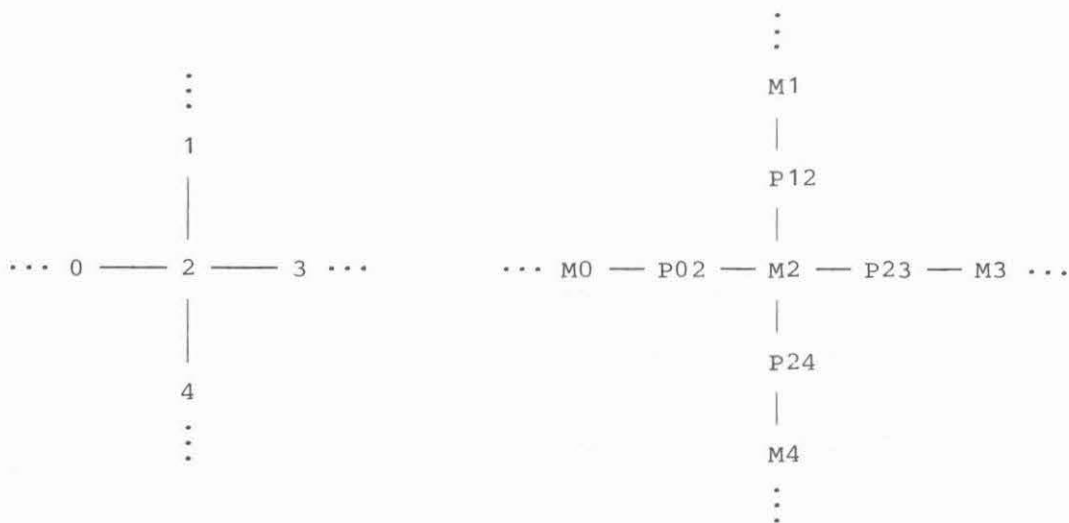 1
... 0 — 2 — 3 ...
4
M1
P12
... M0 — P02 — M2 — P23 — M3 ...
P24
M4